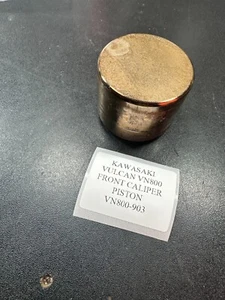 KAWASAKI
VULCAN VN800
FRONT CALIPER
PISTON
VN800-903